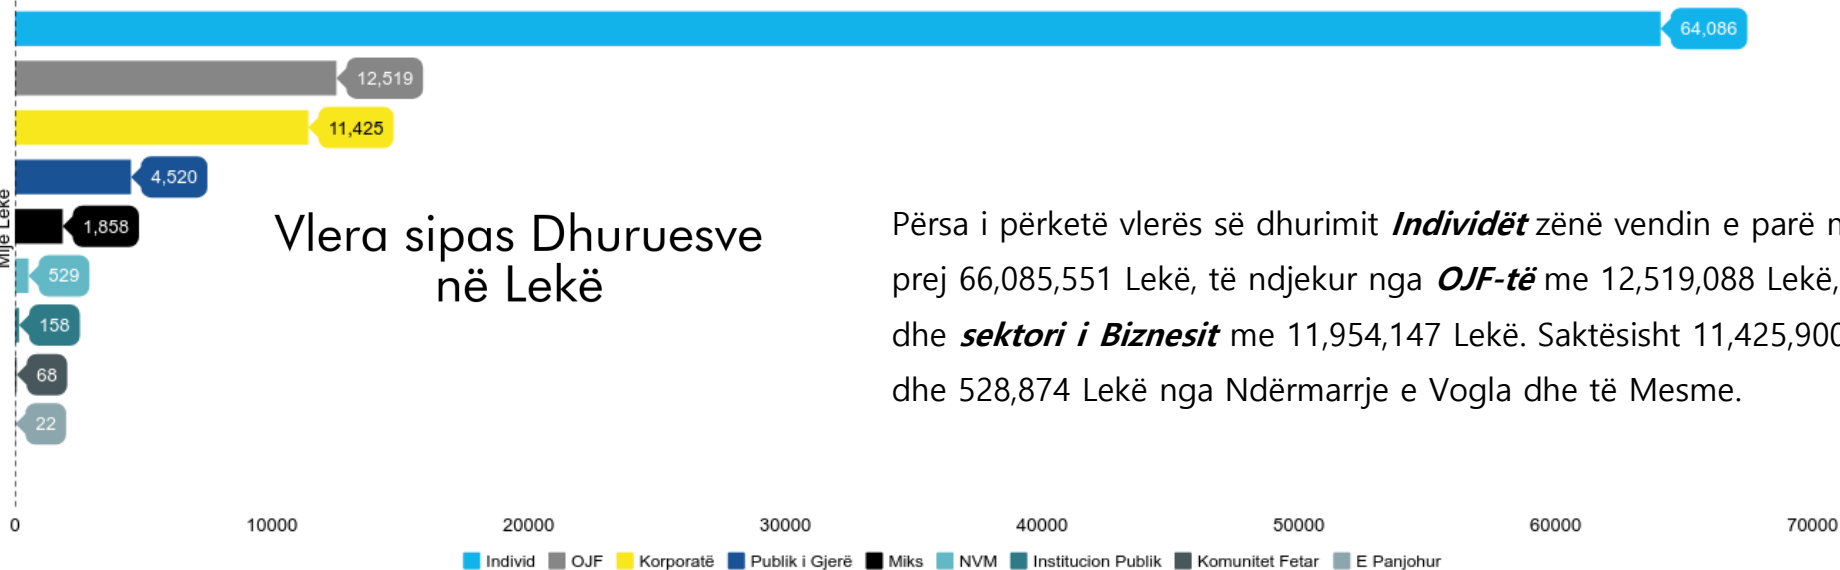 64,086
12,519
11,425
4,520
1,858
529
158
68
22
Mijë Lekë
Vlera sipas Dhuruesve
në Lekë
Përsa i përketë vlerës së dhurimit Individët zënë vendin e parë
prej 66,085,551 Lekë, të ndjekur nga OJF-të me 12,519,088 Lekë,
dhe sektori i Biznesit me 11,954,147 Lekë. Saktësisht 11,425,900
dhe 528,874 Lekë nga Ndërmarrje e Vogla dhe të Mesme.
0 10000 20000 30000 40000 50000 60000 70000
Individ OJF Korporatë Publik i Gjerë Miks NVM Institucion Publik Komunitet Fetar E Panjohur